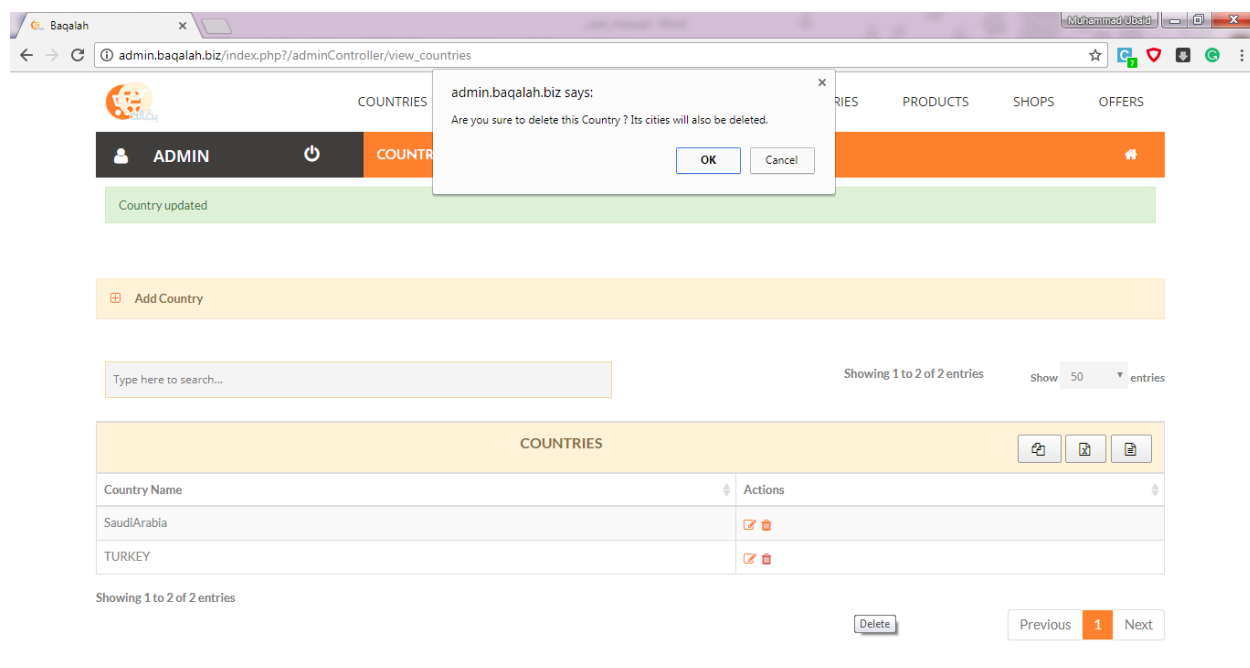 Baqalah
Muhammad Ubaid
admin.baqalah.biz/index.php?/adminController/view_countries
بقالة
COUNTRIES
RIES PRODUCTS SHOPS OFFERS
admin.baqalah.biz says:
Are you sure to delete this Country ? Its cities will also be deleted.
OK Cancel
ADMIN
COUNTR
Country updated
Add Country
Type here to search...
Showing 1 to 2 of 2 entries
Show 50 entries
COUNTRIES
Country Name Actions
SaudiArabia
TURKEY
Showing 1 to 2 of 2 entries
Delete
Previous 1 Next